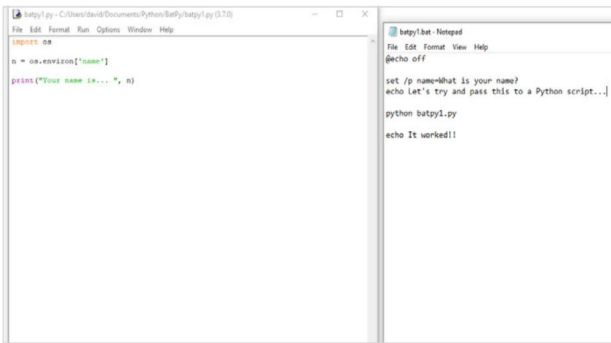 batpy1.py - C:/Users/david/Documents/Python/BatPy/batpy1.py (3.7.0)
File Edit Format Run Options Window Help
import os
n = os.environ['name']
print("Your name is... ", n)
batpy1.bat - Notepad
File Edit Format View Help
@echo off
set /p name=What is your name?
echo Let's try and pass this to a Python script...
python batpy1.py
echo It worked!!